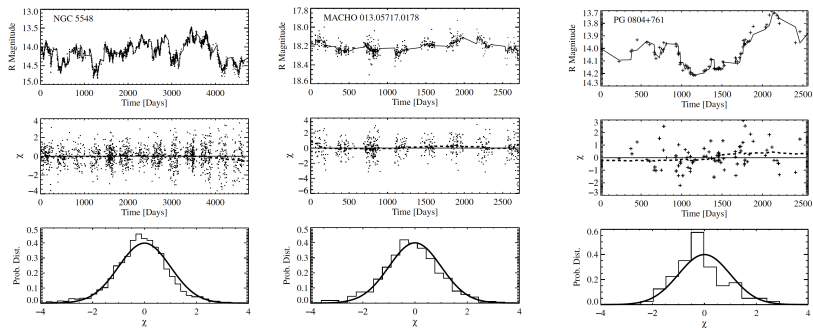 NGC 5548
R Magnitude
13.0
13.5
14.0
14.5
15.0
0 1000 2000 3000 4000
Time [Days]
χ
4
2
0
−2
−4
0 1000 2000 3000 4000
Time [Days]
Prob. Dist.
0.5
0.4
0.3
0.2
0.1
0.0
−4 −2 0 2 4
χ
MACHO 013.05717.0178
R Magnitude
17.8
18.0
18.2
18.4
18.6
0 500 1000 1500 2000 2500
Time [Days]
χ
4
2
0
−2
−4
−6
0 500 1000 1500 2000 2500
Time [Days]
Prob. Dist.
0.5
0.4
0.3
0.2
0.1
0.0
−4 −2 0 2 4
χ
PG 0804+761
R Magnitude
13.7
13.8
13.9
14.0
14.1
14.2
14.3
0 500 1000 1500 2000 2500
Time [Days]
χ
3
2
1
0
−1
−2
−3
0 500 1000 1500 2000 2500
Time [Days]
Prob. Dist.
0.6
0.4
0.2
0.0
−4 −2 0 2 4
χ